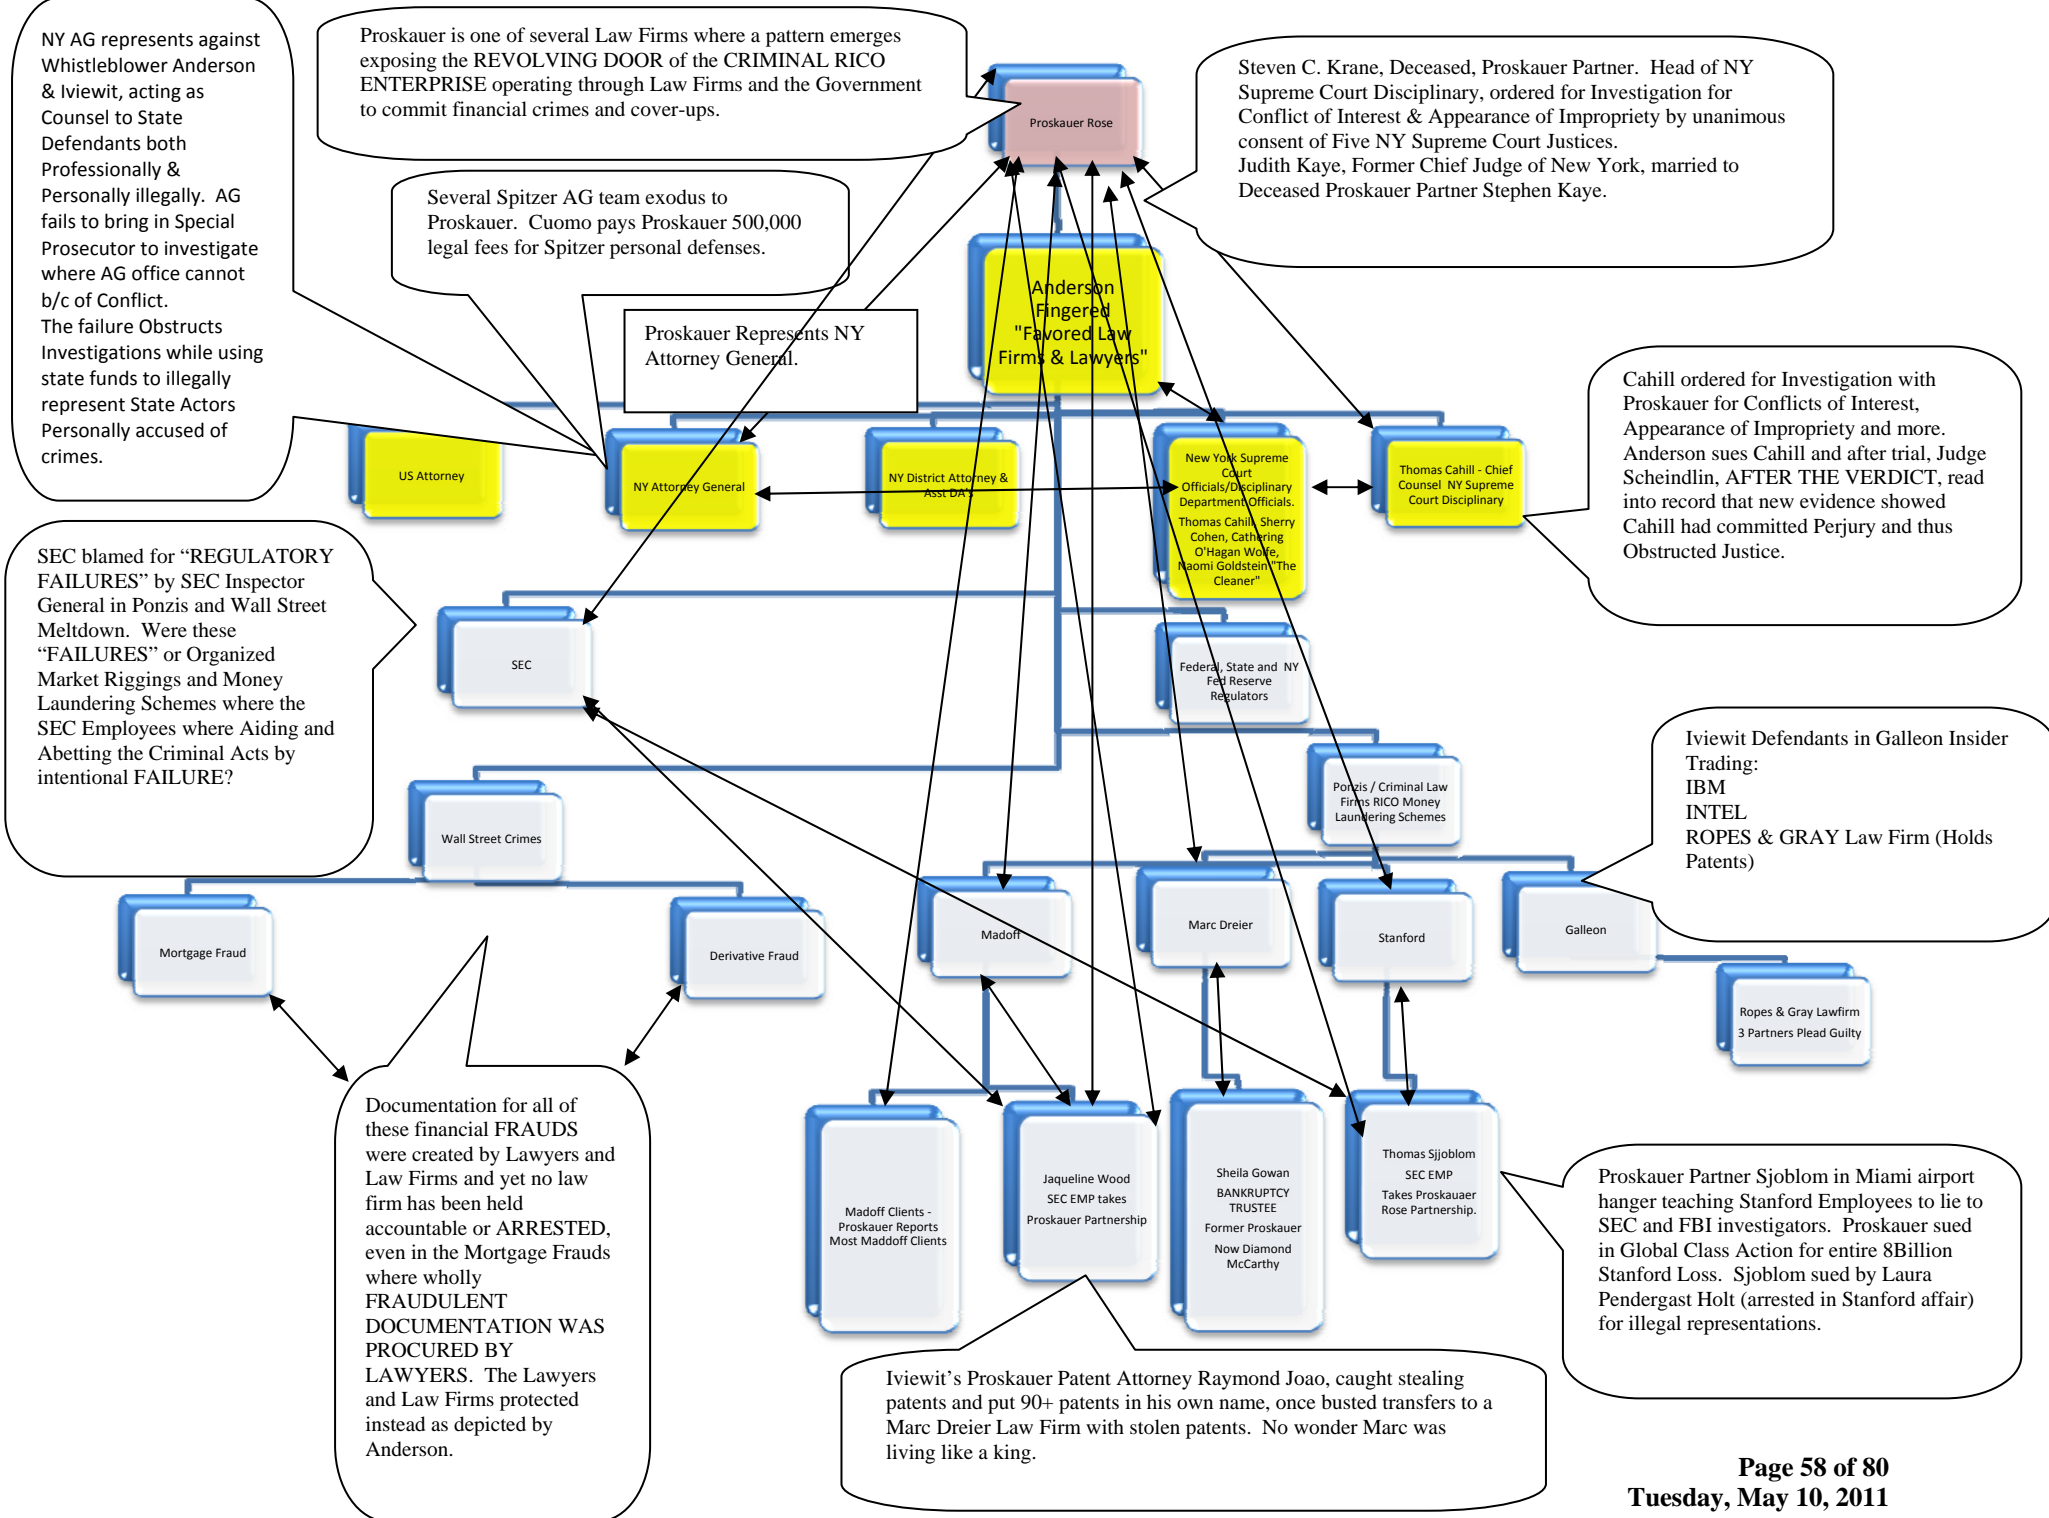 NY AG represents against
Whistleblower Anderson
& Iviewit, acting as
Counsel to State
Defendants both
Professionally &
Personally illegally.  AG
fails to bring in Special
Prosecutor to investigate
where AG office cannot
b/c of Conflict.
The failure Obstructs
Investigations while using
state funds to illegally
represent State Actors
Personally accused of
crimes.
Proskauer is one of several Law Firms where a pattern emerges
exposing the REVOLVING DOOR of the CRIMINAL RICO
ENTERPRISE operating through Law Firms and the Government
to commit financial crimes and cover-ups.
Proskauer Rose
Steven C. Krane, Deceased, Proskauer Partner.  Head of NY
Supreme Court Disciplinary, ordered for Investigation for
Conflict of Interest & Appearance of Impropriety by unanimous
consent of Five NY Supreme Court Justices.
Judith Kaye, Former Chief Judge of New York, married to
Deceased Proskauer Partner Stephen Kaye.
Several Spitzer AG team exodus to
Proskauer.  Cuomo pays Proskauer 500,000
legal fees for Spitzer personal defenses.
Proskauer Represents NY
Attorney General.
Anderson
Fingered
"Favored Law
Firms & Lawyers"
Cahill ordered for Investigation with
Proskauer for Conflicts of Interest,
Appearance of Impropriety and more.
Anderson sues Cahill and after trial, Judge
Scheindlin, AFTER THE VERDICT, read
into record that new evidence showed
Cahill had committed Perjury and thus
Obstructed Justice.
US Attorney
NY Attorney General
NY District Attorney &
Asst DA's
New York Supreme
Court
Officials/Disciplinary
Department Officials.
Thomas Cahill, Sherry
Cohen, Cathering
O'Hagan Wolfe,
Naomi Goldstein "The
Cleaner"
Thomas Cahill - Chief
Counsel  NY Supreme
Court Disciplinary
SEC blamed for “REGULATORY
FAILURES” by SEC Inspector
General in Ponzis and Wall Street
Meltdown.  Were these
“FAILURES” or Organized
Market Riggings and Money
Laundering Schemes where the
SEC Employees where Aiding and
Abetting the Criminal Acts by
intentional FAILURE?
SEC
Federal, State and  NY
Fed Reserve
Regulators
Iviewit Defendants in Galleon Insider
Trading:
IBM
INTEL
ROPES & GRAY Law Firm (Holds
Patents)
Wall Street Crimes
Ponzis / Criminal Law
Firms RICO Money
Laundering Schemes
Mortgage Fraud
Derivative Fraud
Madoff
Marc Dreier
Stanford
Galleon
Ropes & Gray Lawfirm
3 Partners Plead Guilty
Documentation for all of
these financial FRAUDS
were created by Lawyers and
Law Firms and yet no law
firm has been held
accountable or ARRESTED,
even in the Mortgage Frauds
where wholly
FRAUDULENT
DOCUMENTATION WAS
PROCURED BY
LAWYERS.  The Lawyers
and Law Firms protected
instead as depicted by
Anderson.
Madoff Clients -
Proskauer Reports
Most Maddoff Clients
Jaqueline Wood
SEC EMP takes
Proskauer Partnership
Sheila Gowan
BANKRUPTCY
TRUSTEE
Former Proskauer
Now Diamond
McCarthy
Thomas Sjjoblom
SEC EMP
Takes Proskauaer
Rose Partnership.
Proskauer Partner Sjoblom in Miami airport
hanger teaching Stanford Employees to lie to
SEC and FBI investigators.  Proskauer sued
in Global Class Action for entire 8Billion
Stanford Loss.  Sjoblom sued by Laura
Pendergast Holt (arrested in Stanford affair)
for illegal representations.
Iviewit’s Proskauer Patent Attorney Raymond Joao, caught stealing
patents and put 90+ patents in his own name, once busted transfers to a
Marc Dreier Law Firm with stolen patents.  No wonder Marc was
living like a king.
Page 58 of 80
Tuesday, May 10, 2011